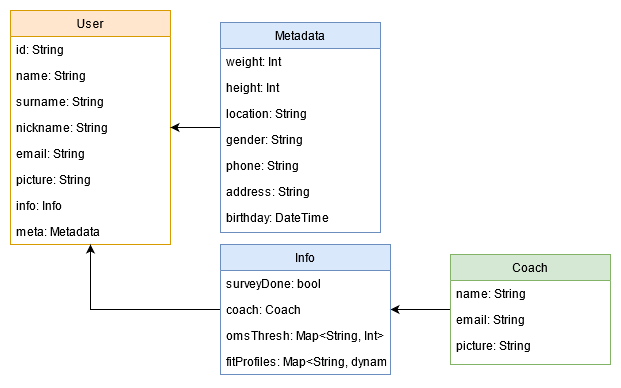 User
id: String
name: String
surname: String
nickname: String
email: String
picture: String
info: Info
meta: Metadata
Metadata
weight: Int
height: Int
location: String
gender: String
phone: String
address: String
birthday: DateTime
Info
surveyDone: bool
coach: Coach
omsThresh: Map<String, Int>
fitProfiles: Map<String, dynam
Coach
name: String
email: String
picture: String